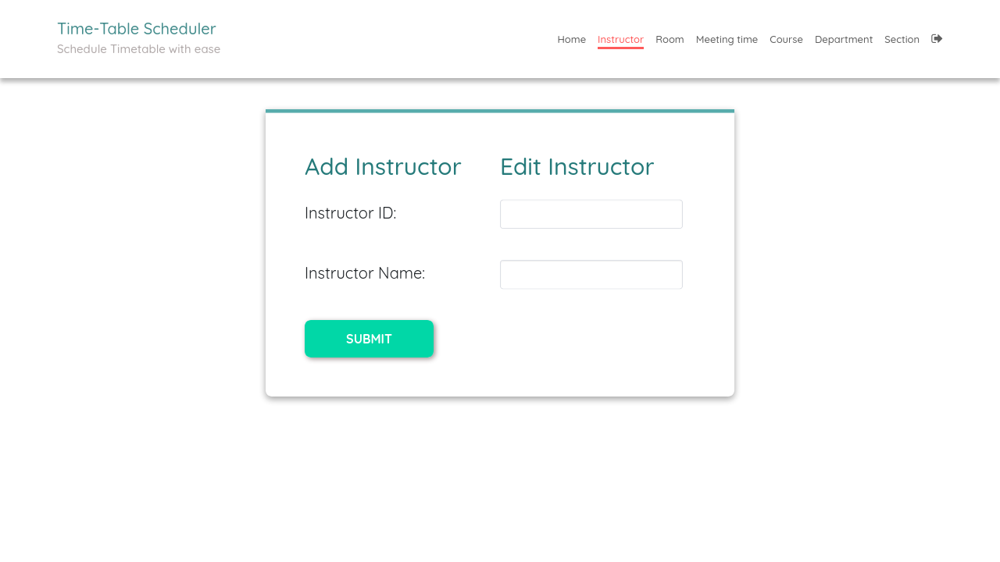 Time-Table Scheduler
Schedule Timetable with ease
Home Instructor Room Meeting time Course Department Section
Add Instructor Edit Instructor
Instructor ID:
Instructor Name:
SUBMIT